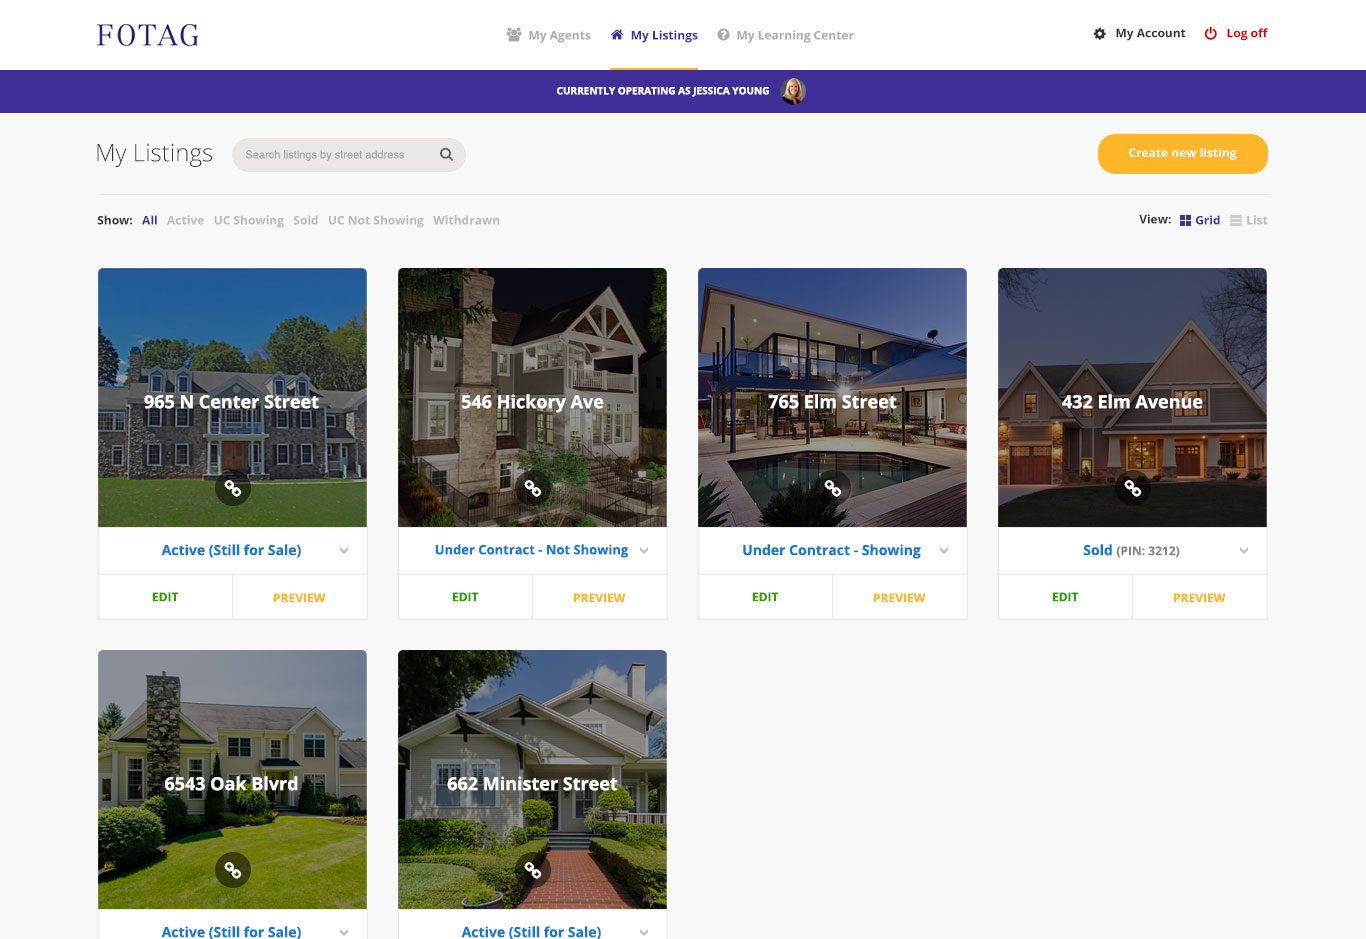 FOTAG
My Agents
My Listings
My Learning Center
My Account
Log off
CURRENTLY OPERATING AS JESSICA YOUNG
My Listings
Search listings by street address
Create new listing
Show: All Active UC Showing Sold UC Not Showing Withdrawn
View: Grid List
965 N Center Street
546 Hickory Ave
765 Elm Street
432 Elm Avenue
Active (Still for Sale)
Under Contract - Not Showing
Under Contract - Showing
Sold (PIN: 3212)
EDIT PREVIEW
EDIT PREVIEW
EDIT PREVIEW
EDIT PREVIEW
6543 Oak Blvrd
662 Minister Street
Active (Still for Sale)
Active (Still for Sale)